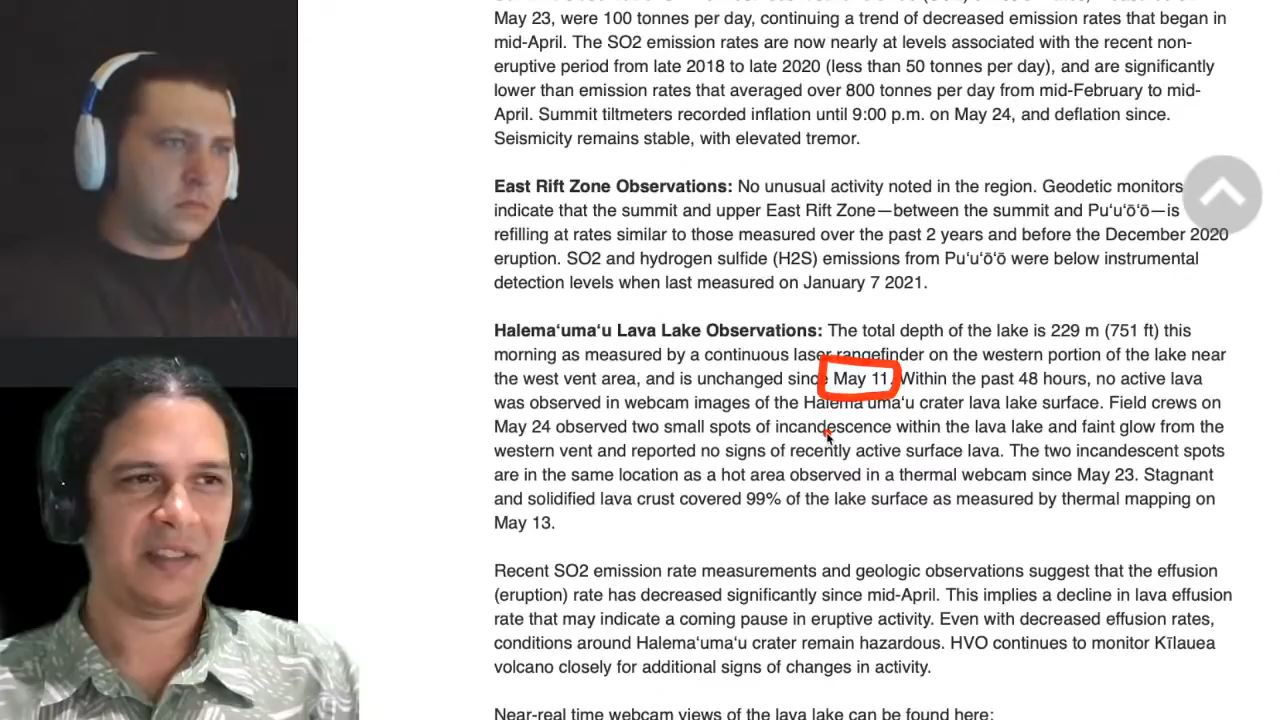 May 23, were 100 tonnes per day, continuing a trend of decreased emission rates that began in
mid-April. The SO2 emission rates are now nearly at levels associated with the recent non-
eruptive period from late 2018 to late 2020 (less than 50 tonnes per day), and are significantly
lower than emission rates that averaged over 800 tonnes per day from mid-February to mid-
April. Summit tiltmeters recorded inflation until 9:00 p.m. on May 24, and deflation since.
Seismicity remains stable, with elevated tremor.
East Rift Zone Observations: No unusual activity noted in the region. Geodetic monitors
indicate that the summit and upper East Rift Zone—between the summit and Puʻuʻōʻō—is
refilling at rates similar to those measured over the past 2 years and before the December 2020
eruption. SO2 and hydrogen sulfide (H2S) emissions from Puʻuʻōʻō were below instrumental
detection levels when last measured on January 7 2021.
Halemaʻumaʻu Lava Lake Observations: The total depth of the lake is 229 m (751 ft) this
morning as measured by a continuous laser rangefinder on the western portion of the lake near
the west vent area, and is unchanged since May 11. Within the past 48 hours, no active lava
was observed in webcam images of the Halemaʻumaʻu crater lava lake surface. Field crews on
May 24 observed two small spots of incandescence within the lava lake and faint glow from the
western vent and reported no signs of recently active surface lava. The two incandescent spots
are in the same location as a hot area observed in a thermal webcam since May 23. Stagnant
and solidified lava crust covered 99% of the lake surface as measured by thermal mapping on
May 13.
Recent SO2 emission rate measurements and geologic observations suggest that the effusion
(eruption) rate has decreased significantly since mid-April. This implies a decline in lava effusion
rate that may indicate a coming pause in eruptive activity. Even with decreased effusion rates,
conditions around Halemaʻumaʻu crater remain hazardous. HVO continues to monitor Kīlauea
volcano closely for additional signs of changes in activity.
Near-real time webcam views of the lava lake can be found here: